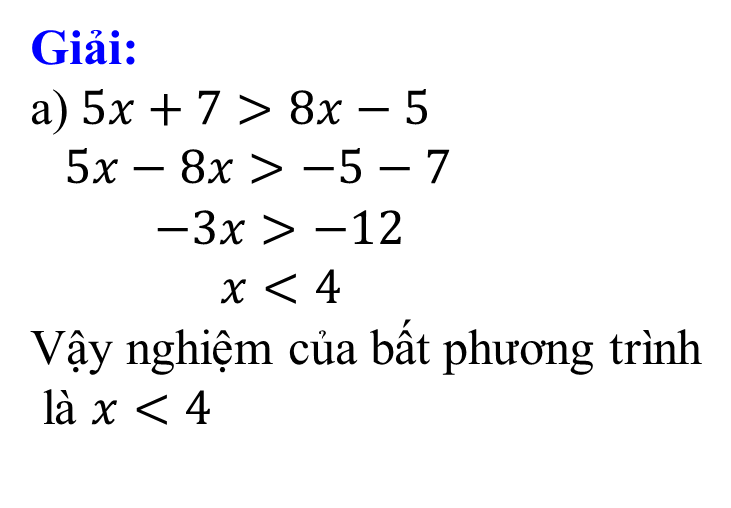 Giải:
a) 5x + 7 > 8x − 5
5x − 8x > −5 − 7
−3x > −12
x < 4
Vậy nghiệm của bất phương trình
là x < 4